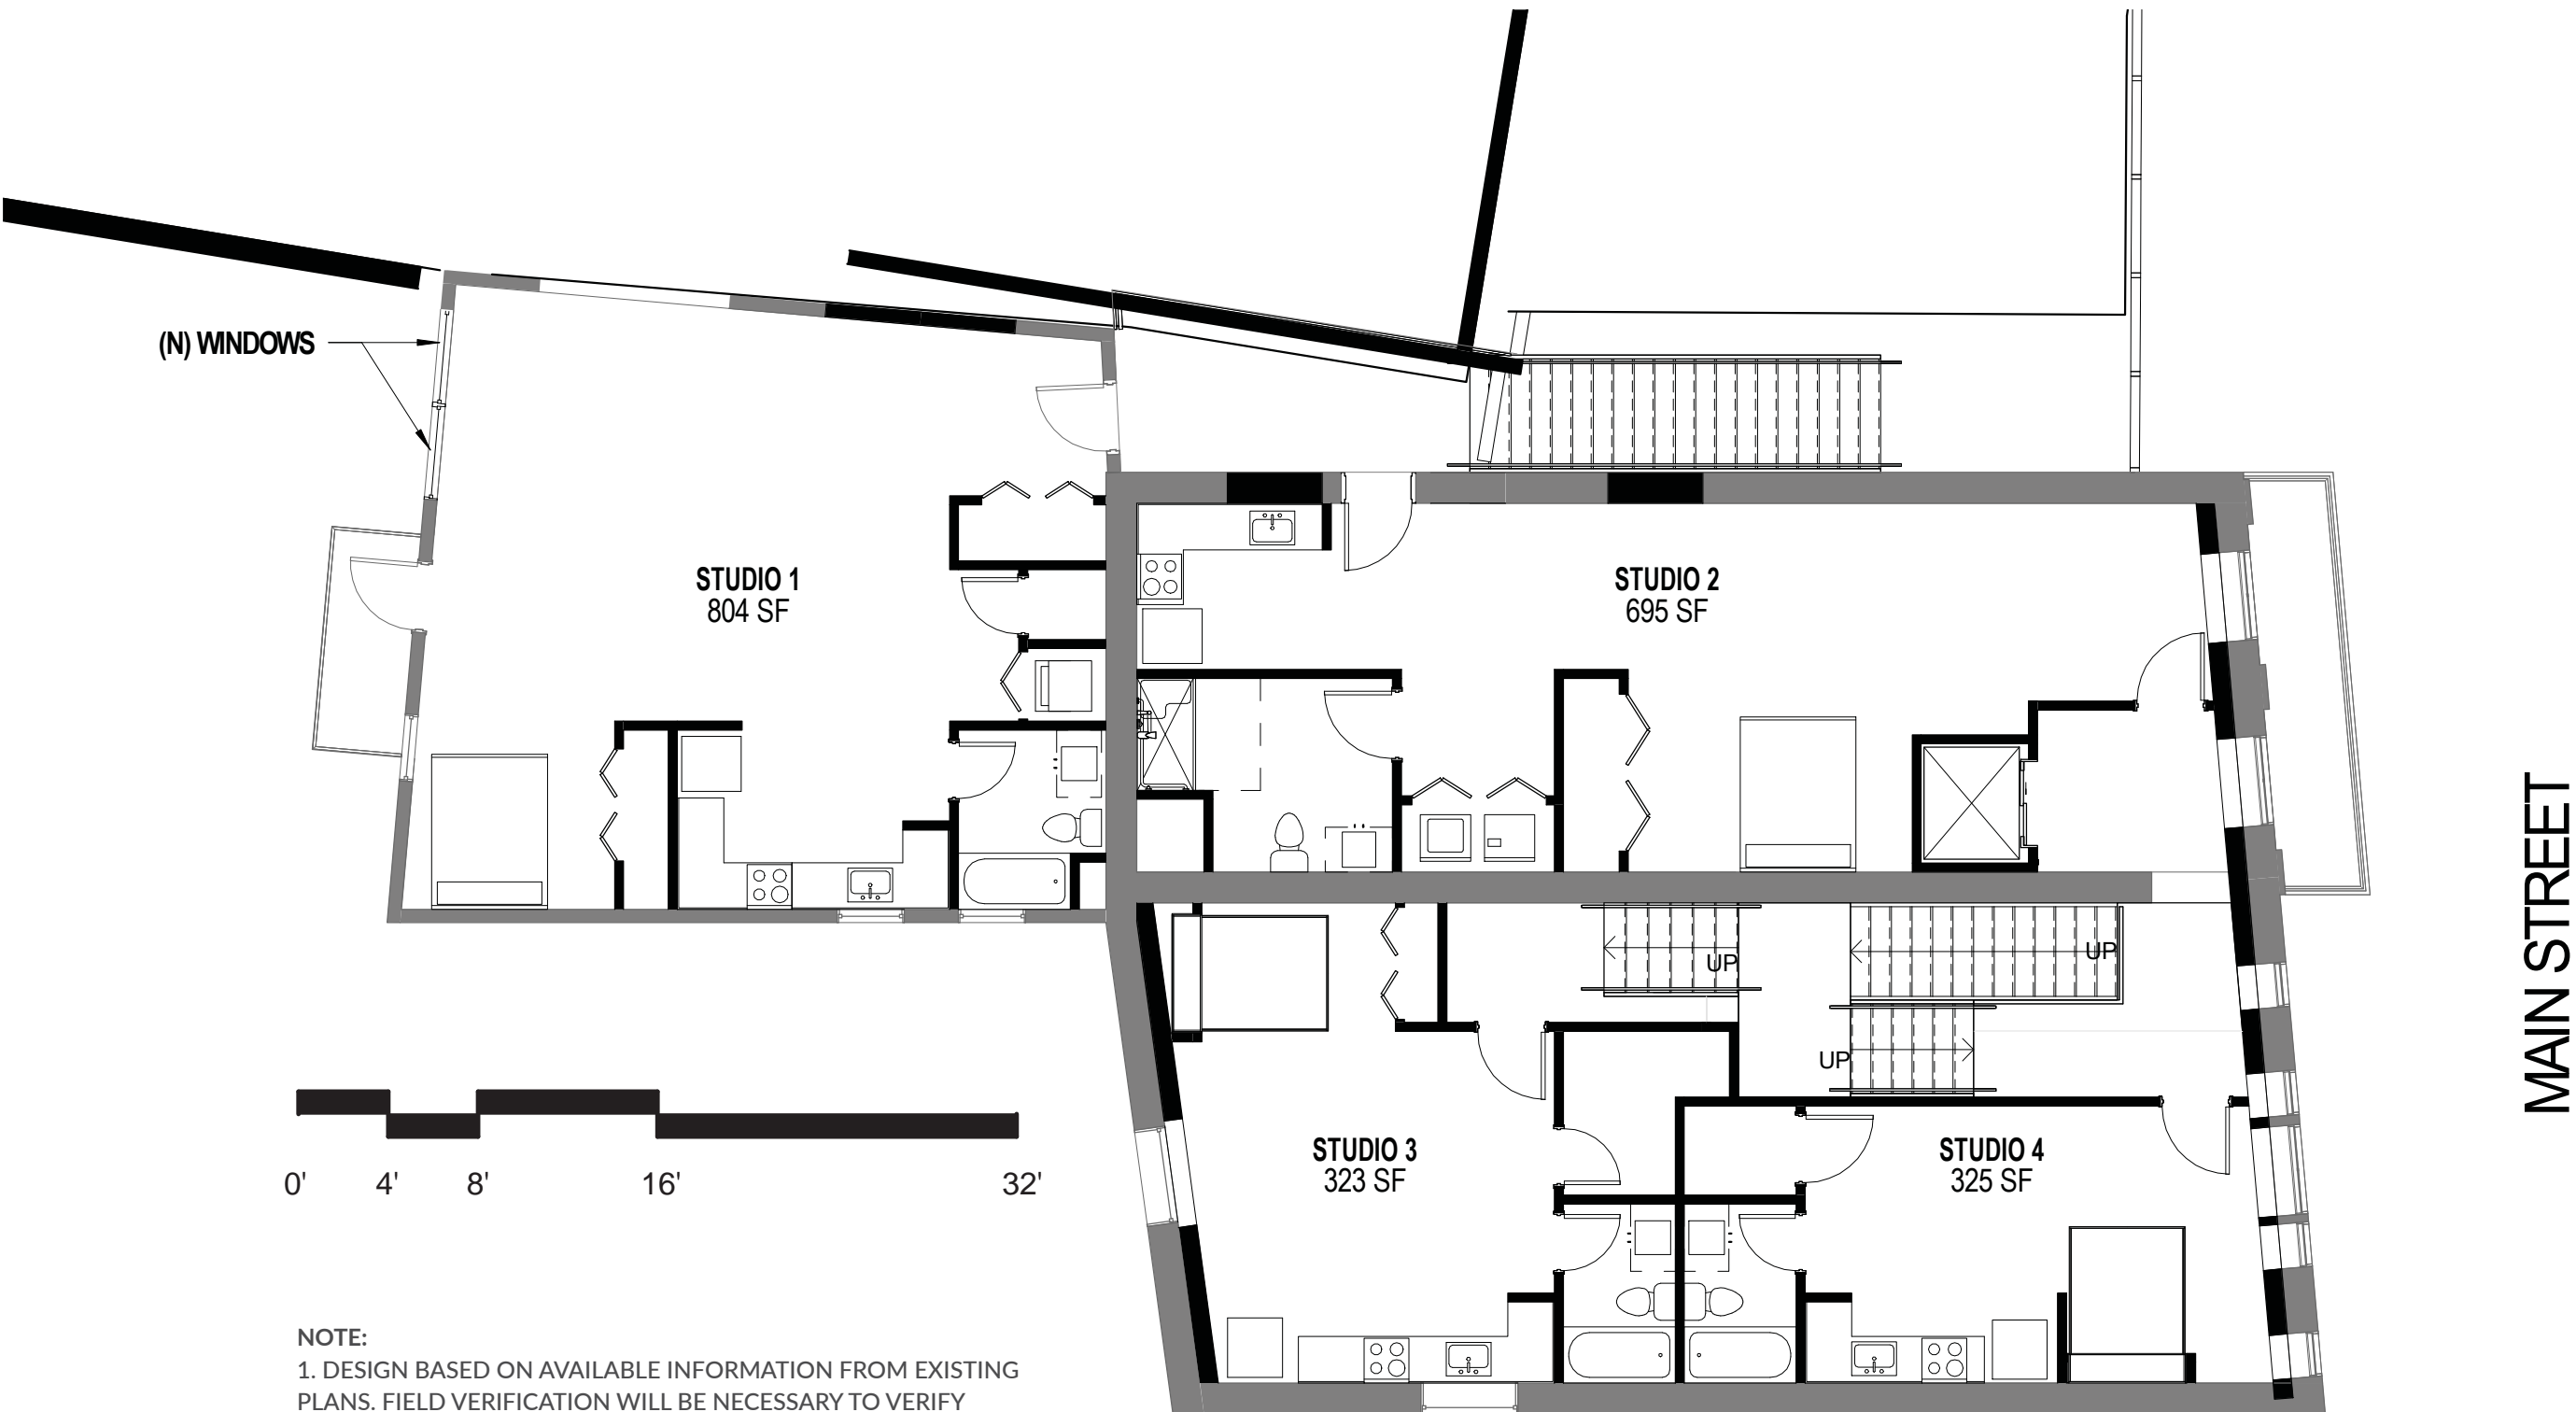 (N) WINDOWS
STUDIO 1
804 SF
STUDIO 2
695 SF
UP
UP
UP
STUDIO 3
323 SF
STUDIO 4
325 SF
MAIN STREET
0' 4' 8' 16' 32'
NOTE:
1. DESIGN BASED ON AVAILABLE INFORMATION FROM EXISTING
PLANS. FIELD VERIFICATION WILL BE NECESSARY TO VERIFY